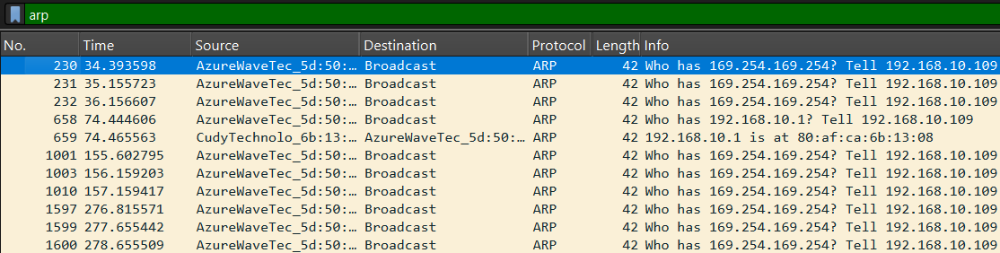 arp
No. Time Source Destination Protocol Length Info
230 34.393598 AzureWaveTec_5d:50:… Broadcast ARP 42 Who has 169.254.169.254? Tell 192.168.10.109
231 35.155723 AzureWaveTec_5d:50:… Broadcast ARP 42 Who has 169.254.169.254? Tell 192.168.10.109
232 36.156607 AzureWaveTec_5d:50:… Broadcast ARP 42 Who has 169.254.169.254? Tell 192.168.10.109
658 74.444606 AzureWaveTec_5d:50:… Broadcast ARP 42 Who has 192.168.10.1? Tell 192.168.10.109
659 74.465563 CudyTechnolo_6b:13:… AzureWaveTec_5d:50:… ARP 42 192.168.10.1 is at 80:af:ca:6b:13:08
1001 155.602795 AzureWaveTec_5d:50:… Broadcast ARP 42 Who has 169.254.169.254? Tell 192.168.10.109
1003 156.159203 AzureWaveTec_5d:50:… Broadcast ARP 42 Who has 169.254.169.254? Tell 192.168.10.109
1010 157.159417 AzureWaveTec_5d:50:… Broadcast ARP 42 Who has 169.254.169.254? Tell 192.168.10.109
1597 276.815571 AzureWaveTec_5d:50:… Broadcast ARP 42 Who has 169.254.169.254? Tell 192.168.10.109
1599 277.655442 AzureWaveTec_5d:50:… Broadcast ARP 42 Who has 169.254.169.254? Tell 192.168.10.109
1600 278.655509 AzureWaveTec_5d:50:… Broadcast ARP 42 Who has 169.254.169.254? Tell 192.168.10.109